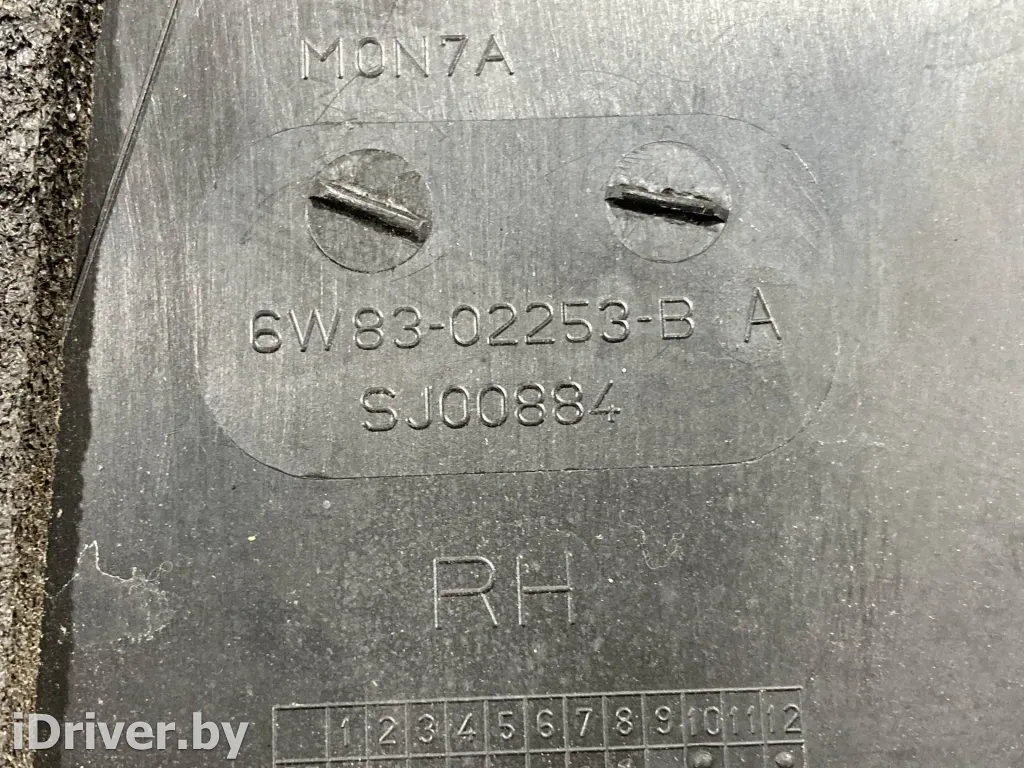 M0N7A
6W83-02253-B A
SJ00884
RH
1 2 3 4 5 6 7 8 9 10 11 12
iDriver.by